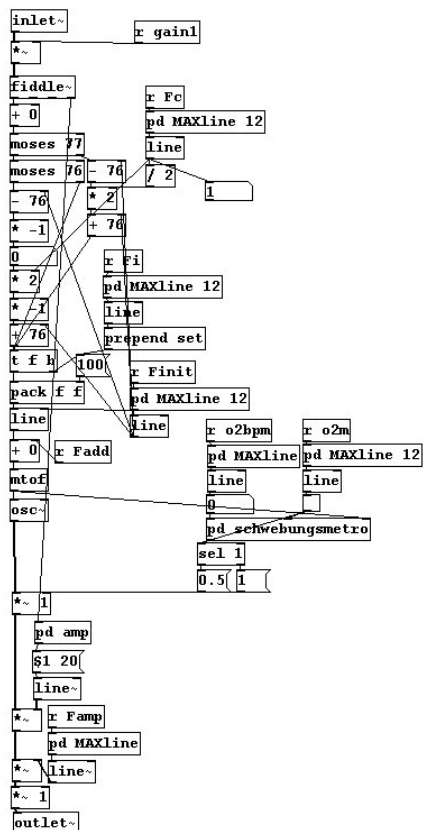 inlet~
r gain1
*~
fiddle~
+ 0
r Fc
pd MAXline 12
line
/ 2
1
moses 77
moses 76
- 76
- 76
* 2
+ 76
* -1
0
* 2
* -1
+ 76
r Fi
pd MAXline 12
line
prepend set
t f b
100
pack f f
line
r Finit
pd MAXline 12
line
+ 0
r Fadd
mtof
osc~
r o2bpm
pd MAXline
line
0
r o2m
pd MAXline 12
line
pd schwebungsmetro
sel 1
0.5
1
*~ 1
pd amp
$1 20
line~
*~
r Famp
pd MAXline
line~
*~
*~ 1
outlet~